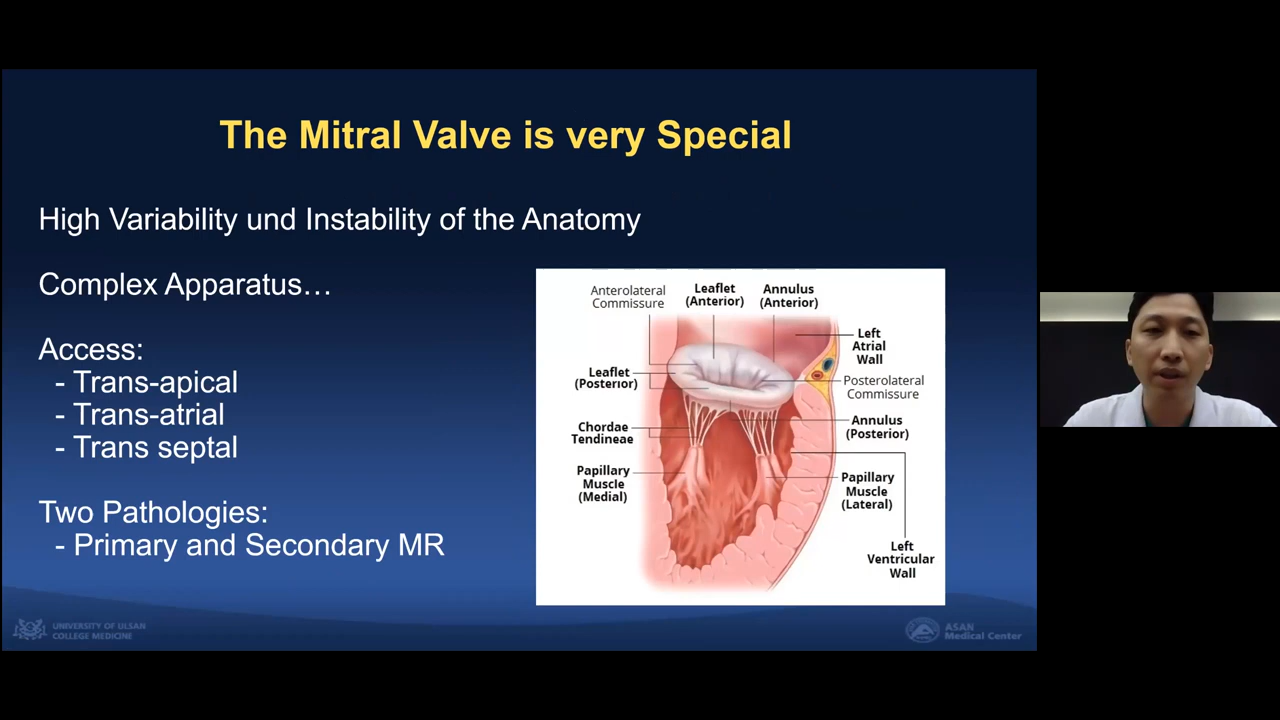 The Mitral Valve is very Special
High Variability und Instability of the Anatomy
Complex Apparatus…
Access:
- Trans-apical
- Trans-atrial
- Trans septal
Two Pathologies:
- Primary and Secondary MR
Anterolateral
Commissure
Leaflet
(Anterior)
Annulus
(Anterior)
Left
Atrial
Wall
Leaflet
(Posterior)
Posterolateral
Commissure
Chordae
Tendineae
Annulus
(Posterior)
Papillary
Muscle
(Medial)
Papillary
Muscle
(Lateral)
Left
Ventricular
Wall
UNIVERSITY OF ULSAN
COLLEGE MEDICINE
ASAN
Medical Center